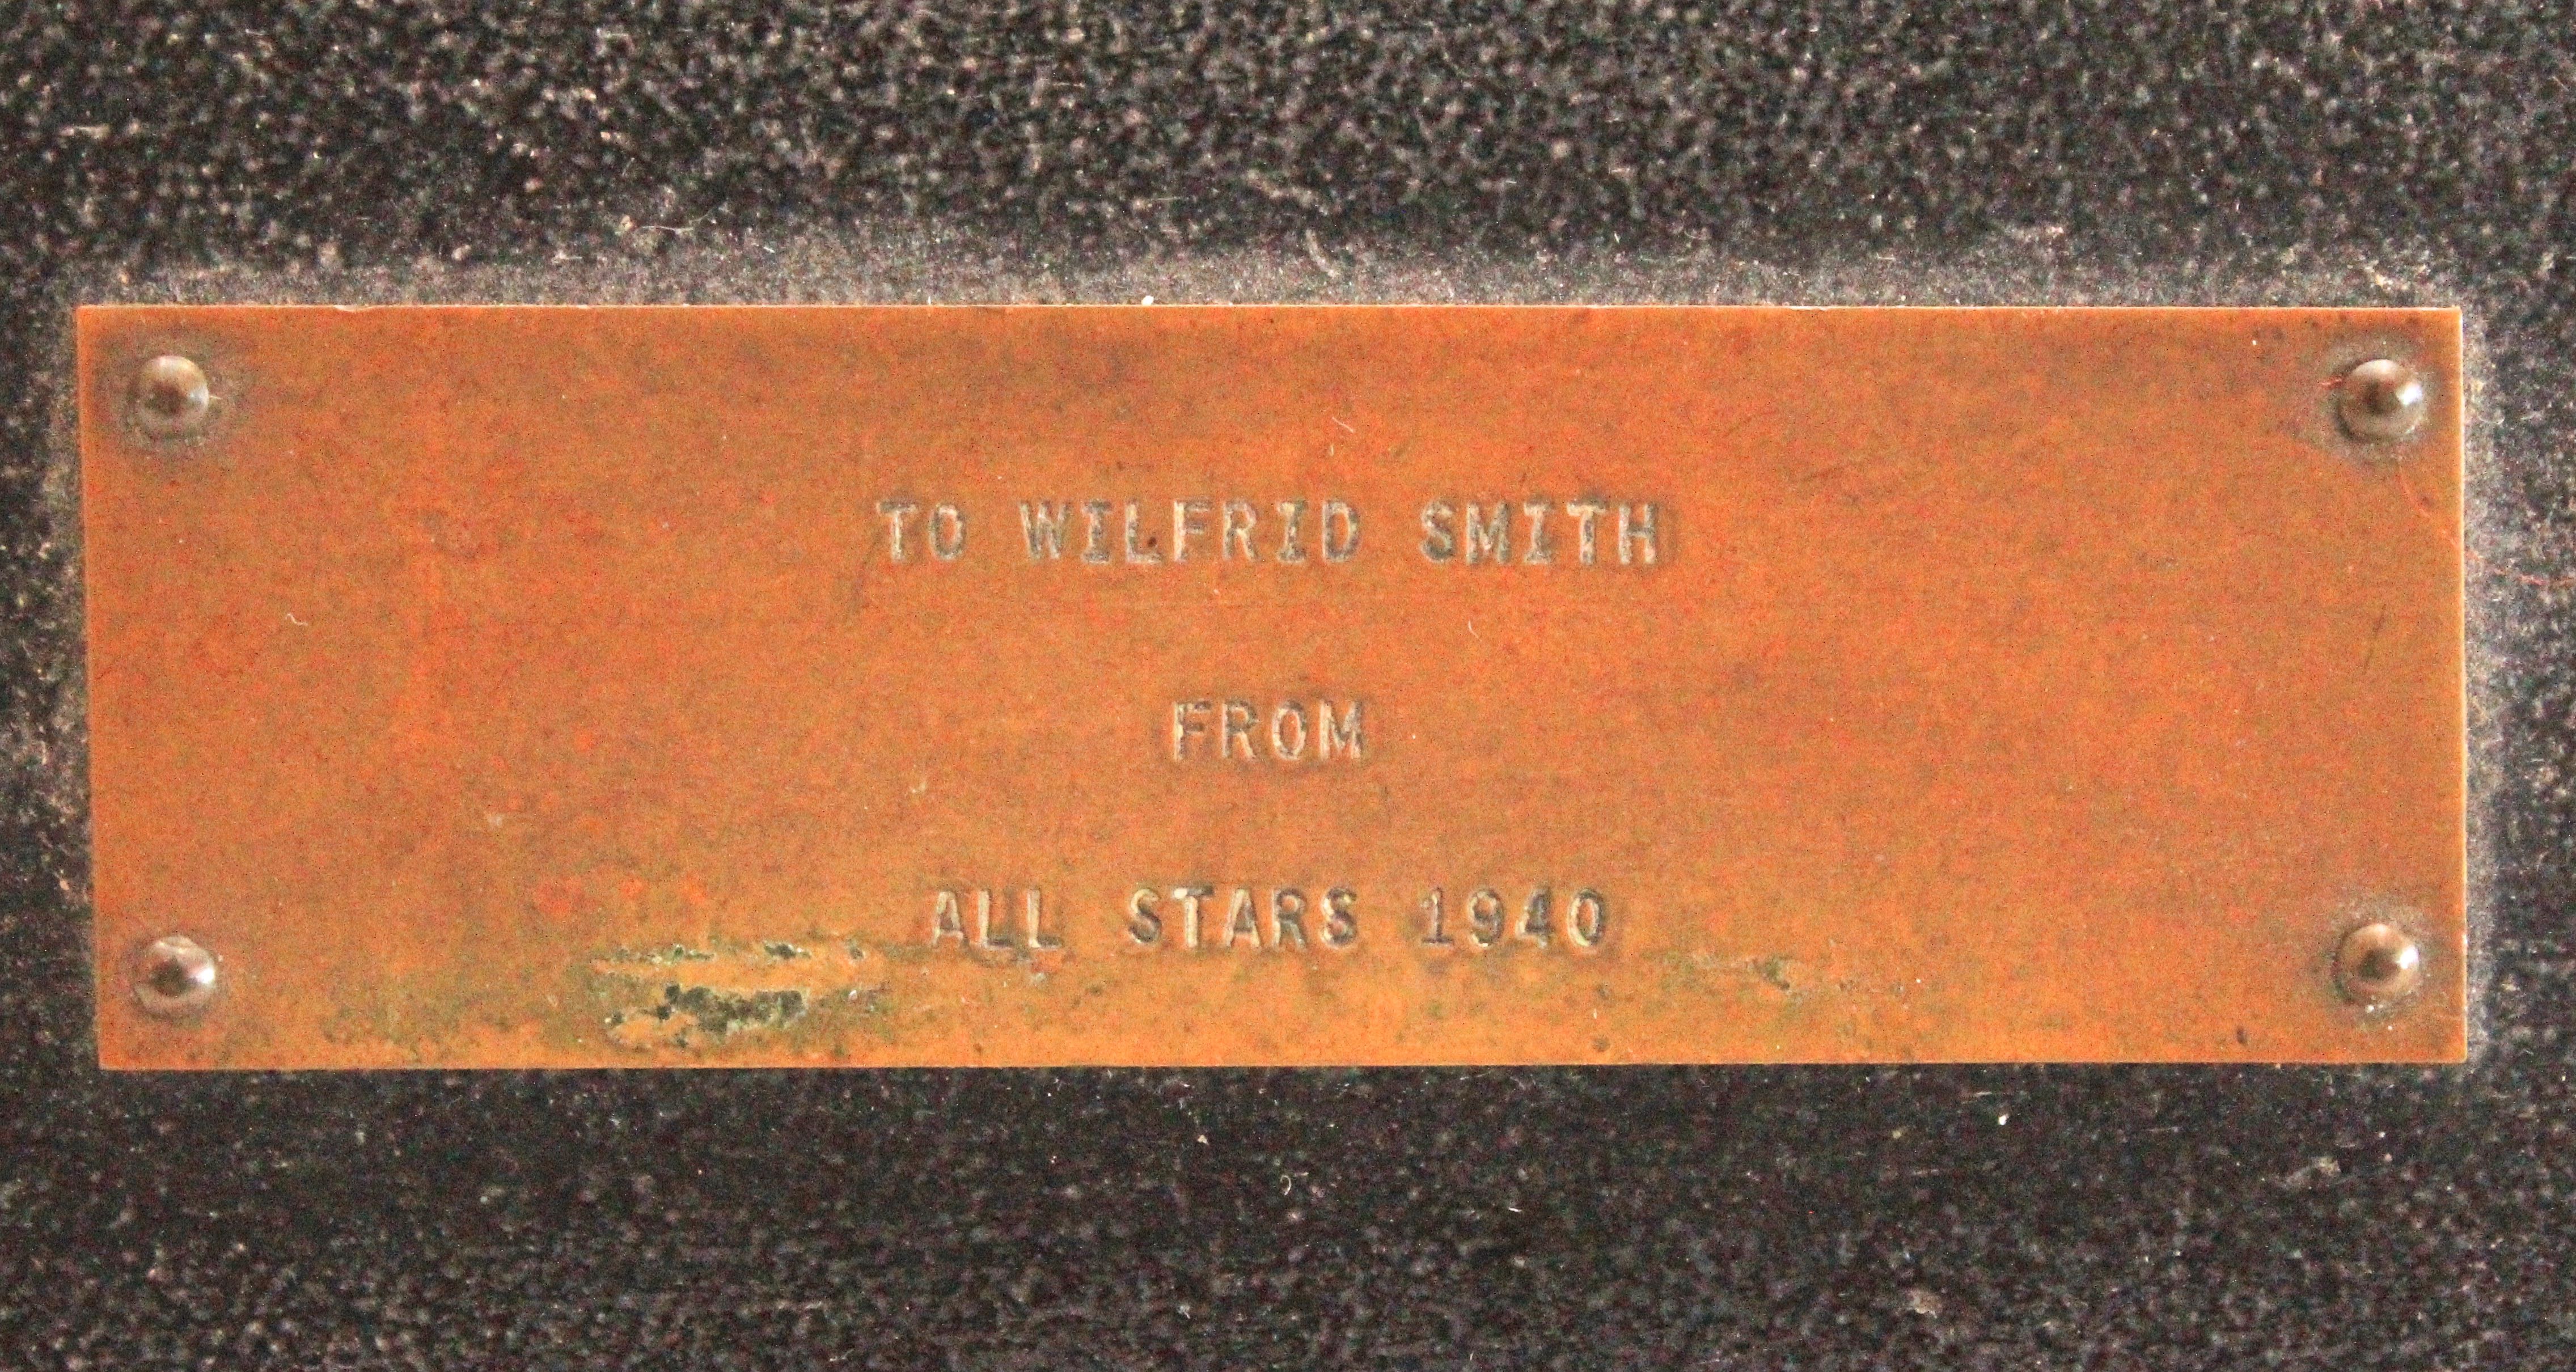 TO WILFRID SMITH
FROM
ALL STARS 1940